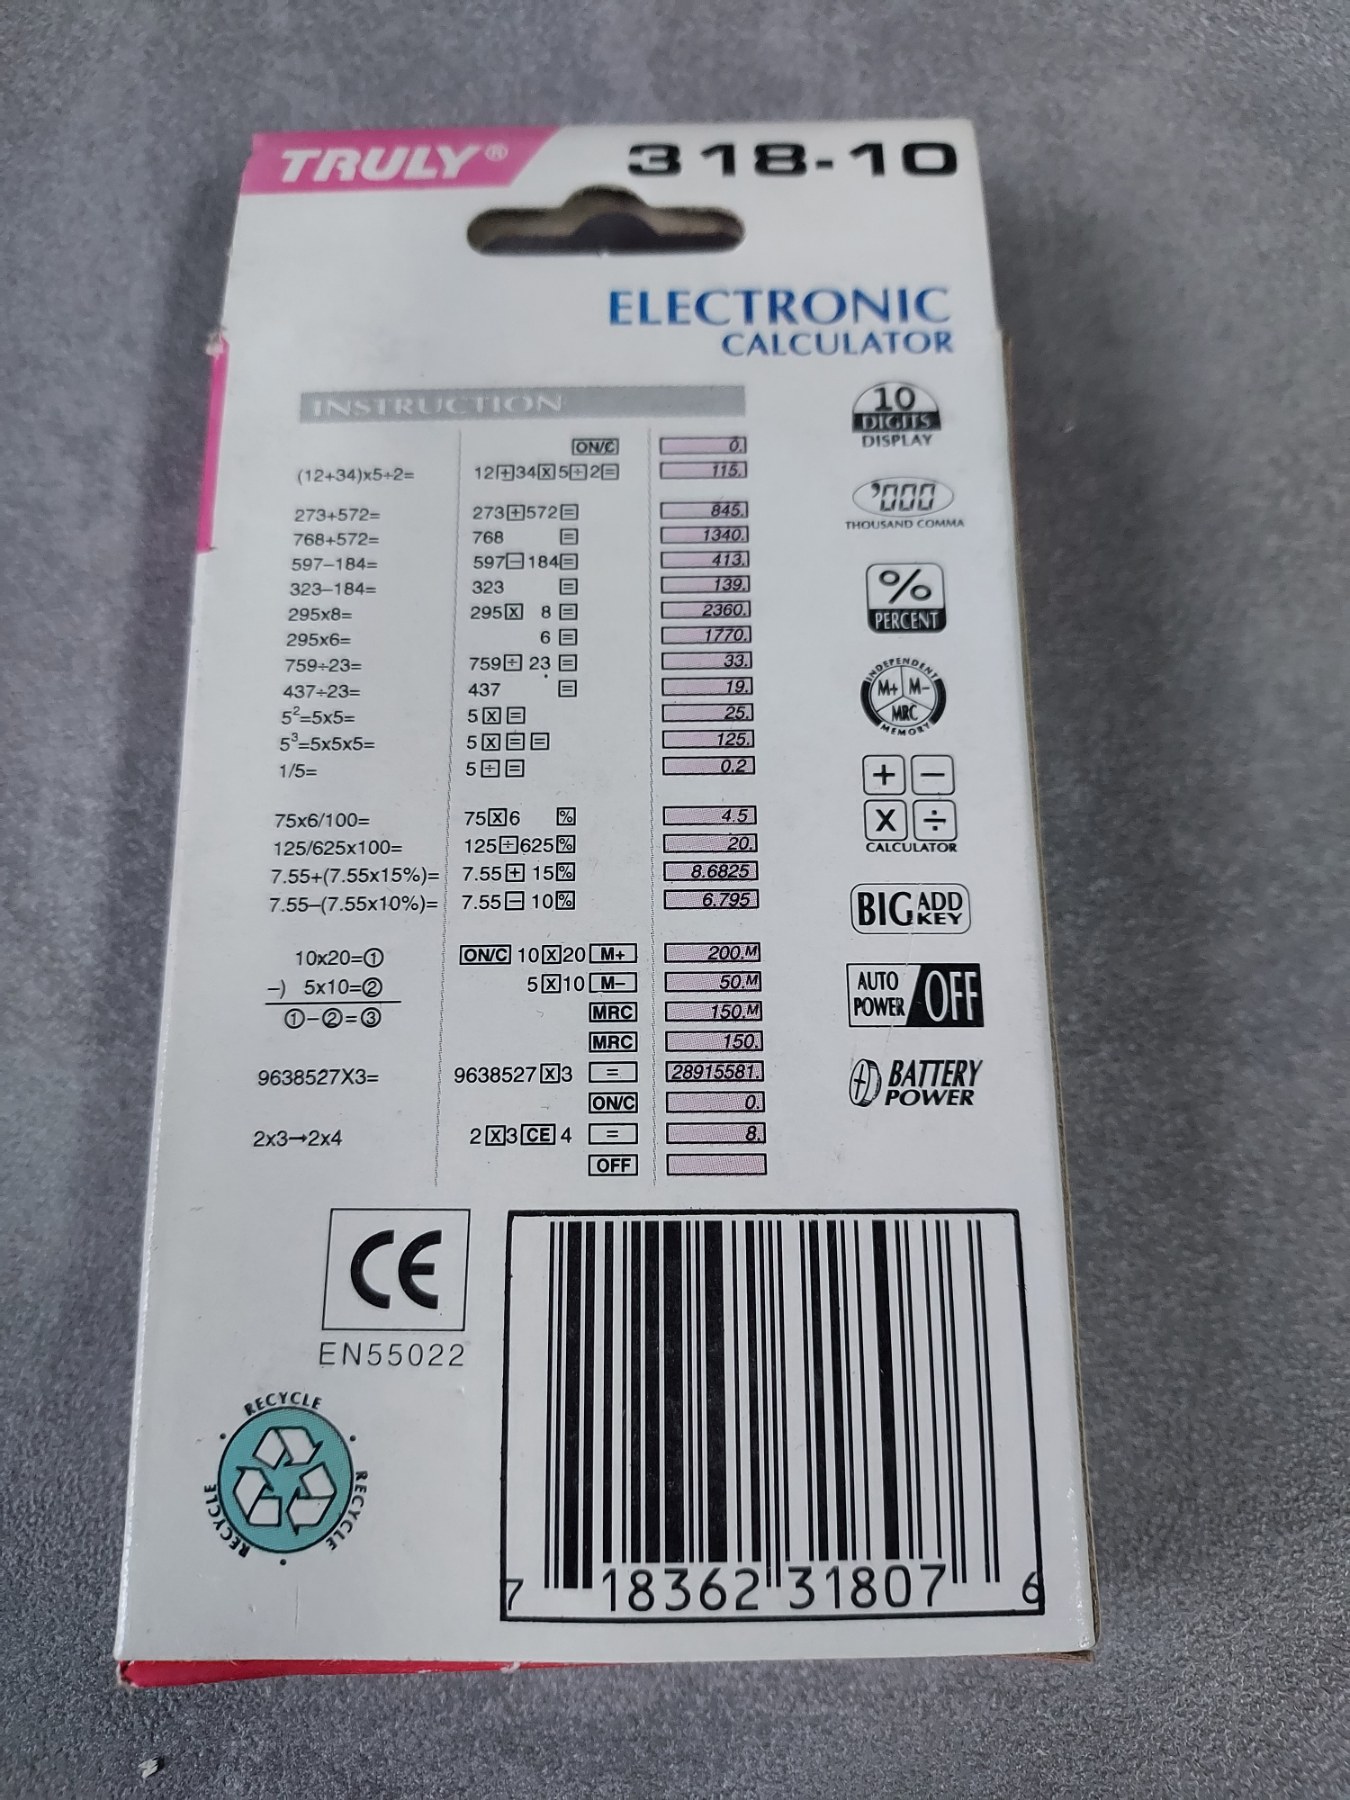 TRULY® 318-10
ELECTRONIC
CALCULATOR
INSTRUCTION
ON/C 0.
(12+34)x5÷2= 12+34x5÷2= 115.
273+572= 273+572= 845.
768+572= 768 = 1340.
597–184= 597–184= 413.
323–184= 323 = 139.
295x8= 295x 8 = 2360.
295x6= 6 = 1770.
759÷23= 759÷ 23 = 33.
437÷23= 437 = 19.
5²=5x5= 5 x = 25.
5³=5x5x5= 5 x = = 125.
1/5= 5 ÷ = 0.2
75x6/100= 75x6 % 4.5
125/625x100= 125÷625% 20.
7.55+(7.55x15%)= 7.55 + 15% 8.6825
7.55–(7.55x10%)= 7.55 – 10% 6.795
10x20=① ON/C 10x20 M+ 200.M
–) 5x10=② 5x10 M– 50.M
①–②=③ MRC 150.M
MRC 150.
9638527X3= 9638527x3 = 28915581.
ON/C 0.
2x3→2x4 2x3 CE 4 = 8.
OFF
10
DIGITS
DISPLAY
'000
THOUSAND COMMA
%
PERCENT
INDEPENDENT
M+ M–
MRC
MEMORY
+ –
X ÷
CALCULATOR
BIG ADD
KEY
AUTO
POWER OFF
BATTERY
POWER
CE
EN55022
RECYCLE
RECYCLE
RECYCLE
7 18362 31807 6